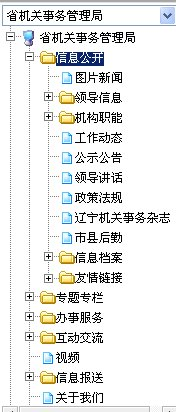 省机关事务管理局
省机关事务管理局
信息公开
图片新闻
领导信息
机构职能
工作动态
公示公告
领导讲话
政策法规
辽宁机关事务杂志
市县后勤
信息档案
友情链接
专题专栏
办事服务
互动交流
视频
信息报送
关于我们